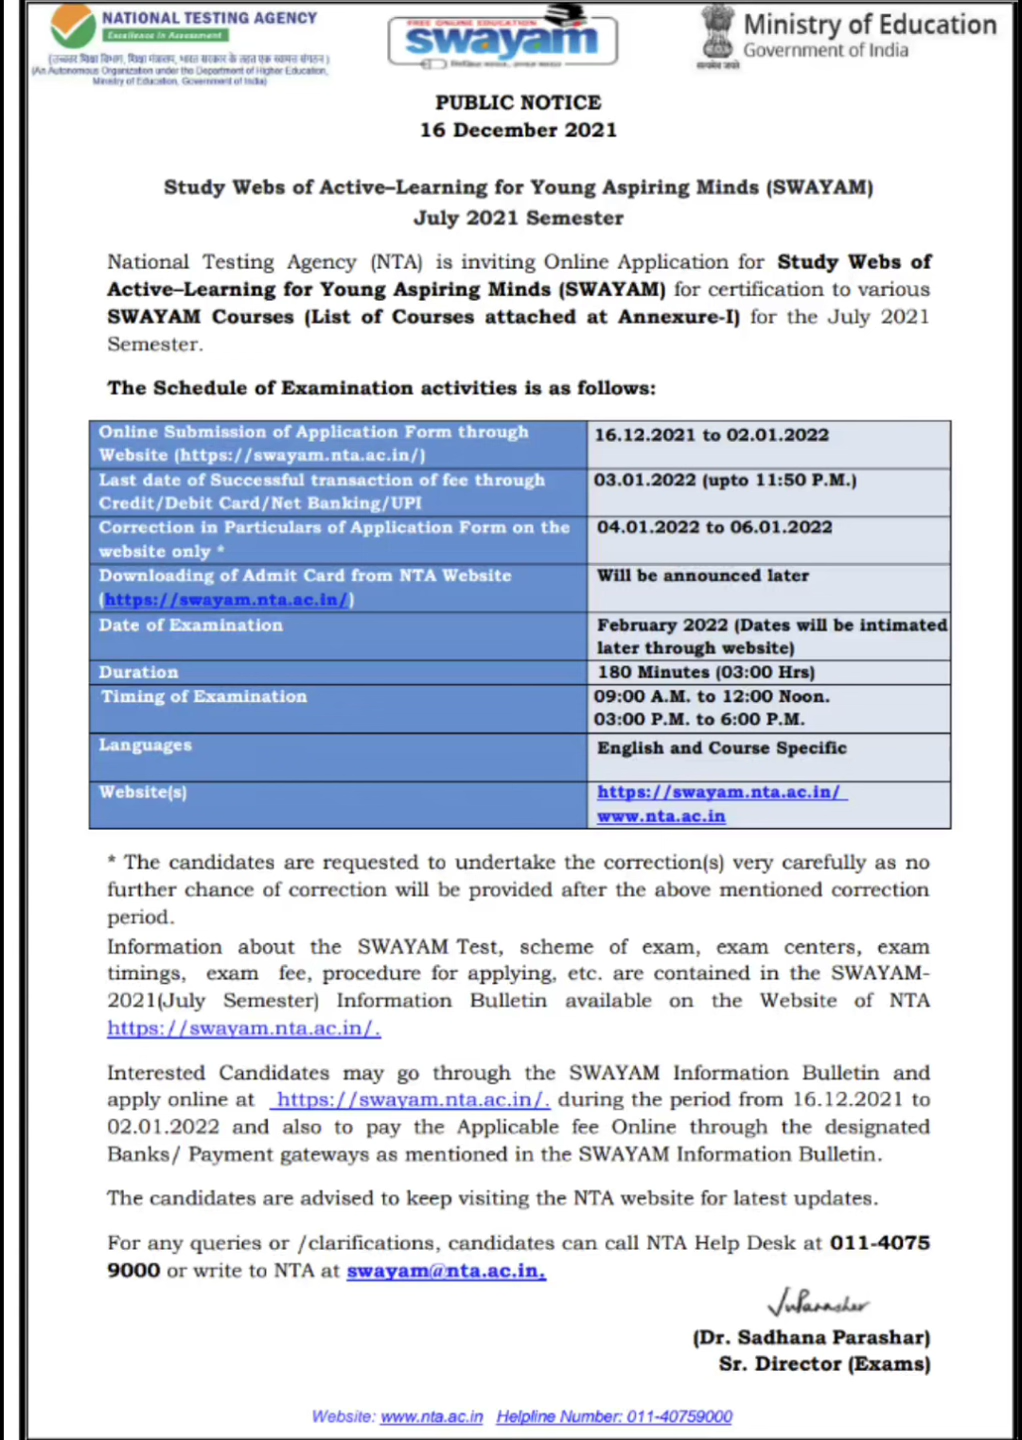 NATIONAL TESTING AGENCY
Excellence in Assessment
(उच्चतर शिक्षा विभाग, शिक्षा मंत्रालय, भारत सरकार के तहत एक स्वायत्त संगठन)
(An Autonomous Organization under the Department of Higher Education,
Ministry of Education, Government of India)
FREE ONLINE EDUCATION
swayam
सत्यमेव जयते
Ministry of Education
Government of India
PUBLIC NOTICE
16 December 2021
Study Webs of Active–Learning for Young Aspiring Minds (SWAYAM)
July 2021 Semester
National Testing Agency (NTA) is inviting Online Application for Study Webs of
Active–Learning for Young Aspiring Minds (SWAYAM) for certification to various
SWAYAM Courses (List of Courses attached at Annexure-I) for the July 2021
Semester.
The Schedule of Examination activities is as follows:
Online Submission of Application Form through
Website (https://swayam.nta.ac.in/)
16.12.2021 to 02.01.2022
Last date of Successful transaction of fee through
Credit/Debit Card/Net Banking/UPI
03.01.2022 (upto 11:50 P.M.)
Correction in Particulars of Application Form on the
website only *
04.01.2022 to 06.01.2022
Downloading of Admit Card from NTA Website
(https://swayam.nta.ac.in/)
Will be announced later
Date of Examination
February 2022 (Dates will be intimated
later through website)
Duration
180 Minutes (03:00 Hrs)
Timing of Examination
09:00 A.M. to 12:00 Noon.
03:00 P.M. to 6:00 P.M.
Languages
English and Course Specific
Website(s)
https://swayam.nta.ac.in/
www.nta.ac.in
* The candidates are requested to undertake the correction(s) very carefully as no
further chance of correction will be provided after the above mentioned correction
period.
Information about the SWAYAM Test, scheme of exam, exam centers, exam
timings, exam fee, procedure for applying, etc. are contained in the SWAYAM-
2021(July Semester) Information Bulletin available on the Website of NTA
https://swayam.nta.ac.in/.
Interested Candidates may go through the SWAYAM Information Bulletin and
apply online at https://swayam.nta.ac.in/. during the period from 16.12.2021 to
02.01.2022 and also to pay the Applicable fee Online through the designated
Banks/ Payment gateways as mentioned in the SWAYAM Information Bulletin.
The candidates are advised to keep visiting the NTA website for latest updates.
For any queries or /clarifications, candidates can call NTA Help Desk at 011-4075
9000 or write to NTA at swayam@nta.ac.in.
(Dr. Sadhana Parashar)
Sr. Director (Exams)
Website: www.nta.ac.in Helpline Number: 011-40759000